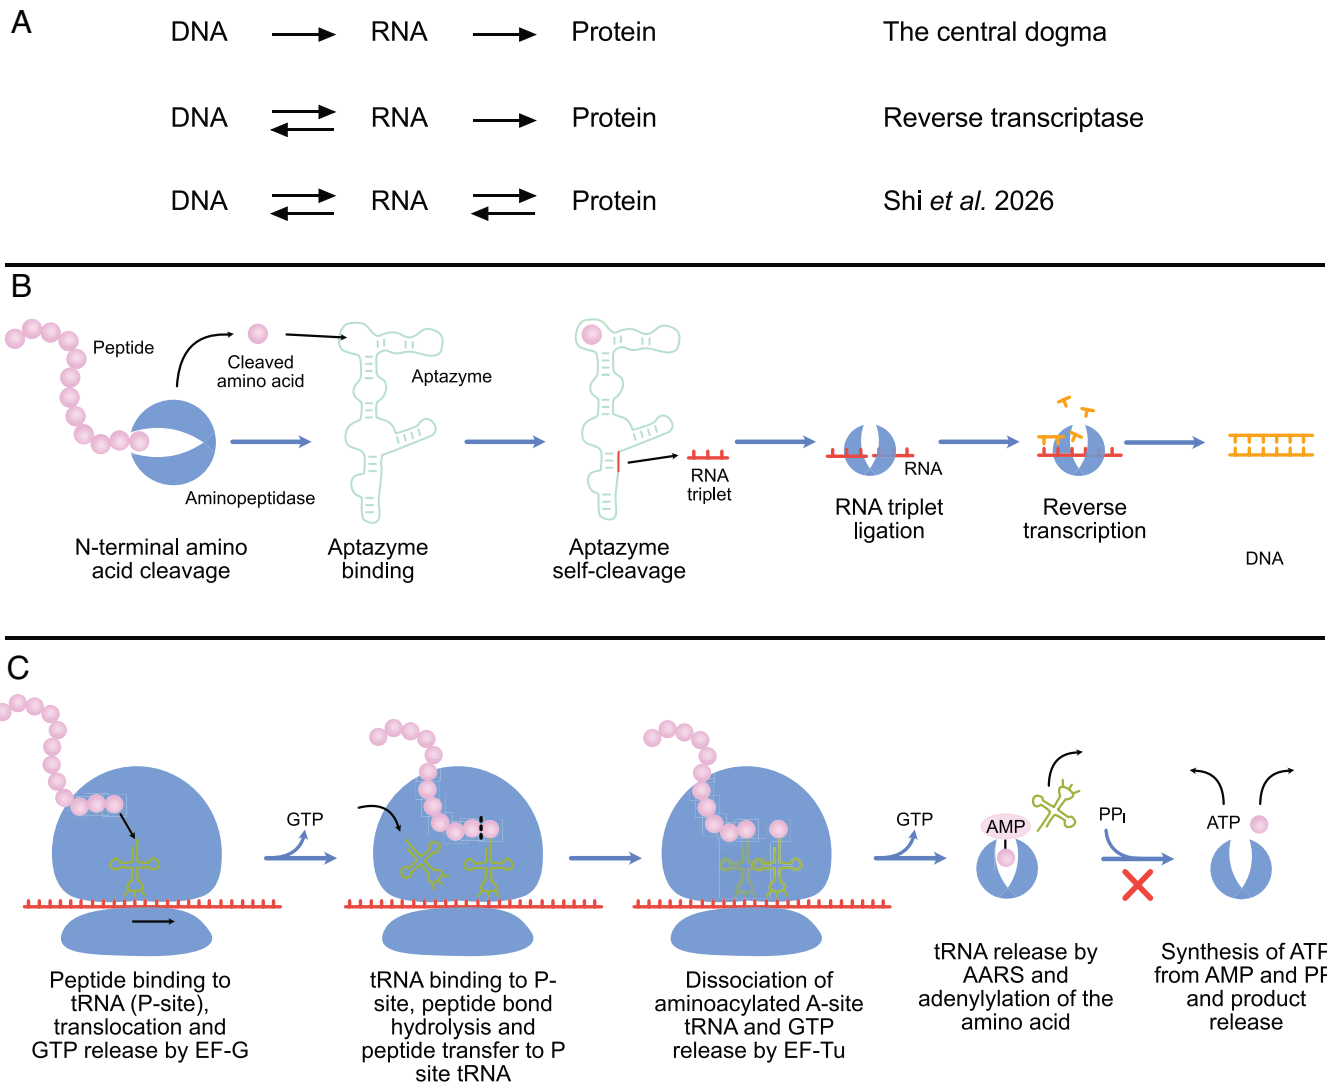 A
DNA RNA Protein The central dogma
DNA RNA Protein Reverse transcriptase
DNA RNA Protein Shi et al. 2026
B
Peptide
Cleaved
amino acid
Aptazyme
Aminopeptidase
RNA
triplet
RNA
N-terminal amino
acid cleavage
Aptazyme
binding
Aptazyme
self-cleavage
RNA triplet
ligation
Reverse
transcription
DNA
C
GTP
GTP
AMP
PPI
ATP
Peptide binding to
tRNA (P-site),
translocation and
GTP release by EF-G
tRNA binding to P-
site, peptide bond
hydrolysis and
peptide transfer to P
site tRNA
Dissociation of
aminoacylated A-site
tRNA and GTP
release by EF-Tu
tRNA release by
AARS and
adenylylation of the
amino acid
Synthesis of ATP
from AMP and PP
and product
release